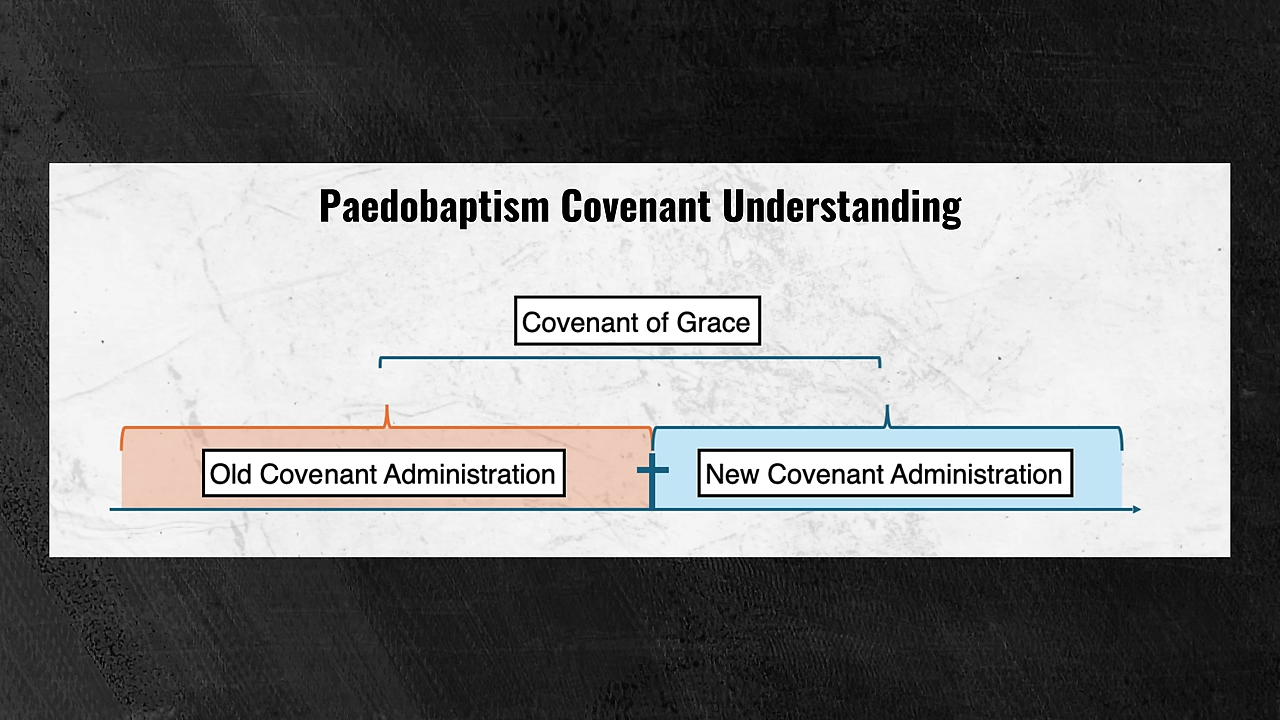 Paedobaptism Covenant Understanding
Covenant of Grace
Old Covenant Administration
New Covenant Administration